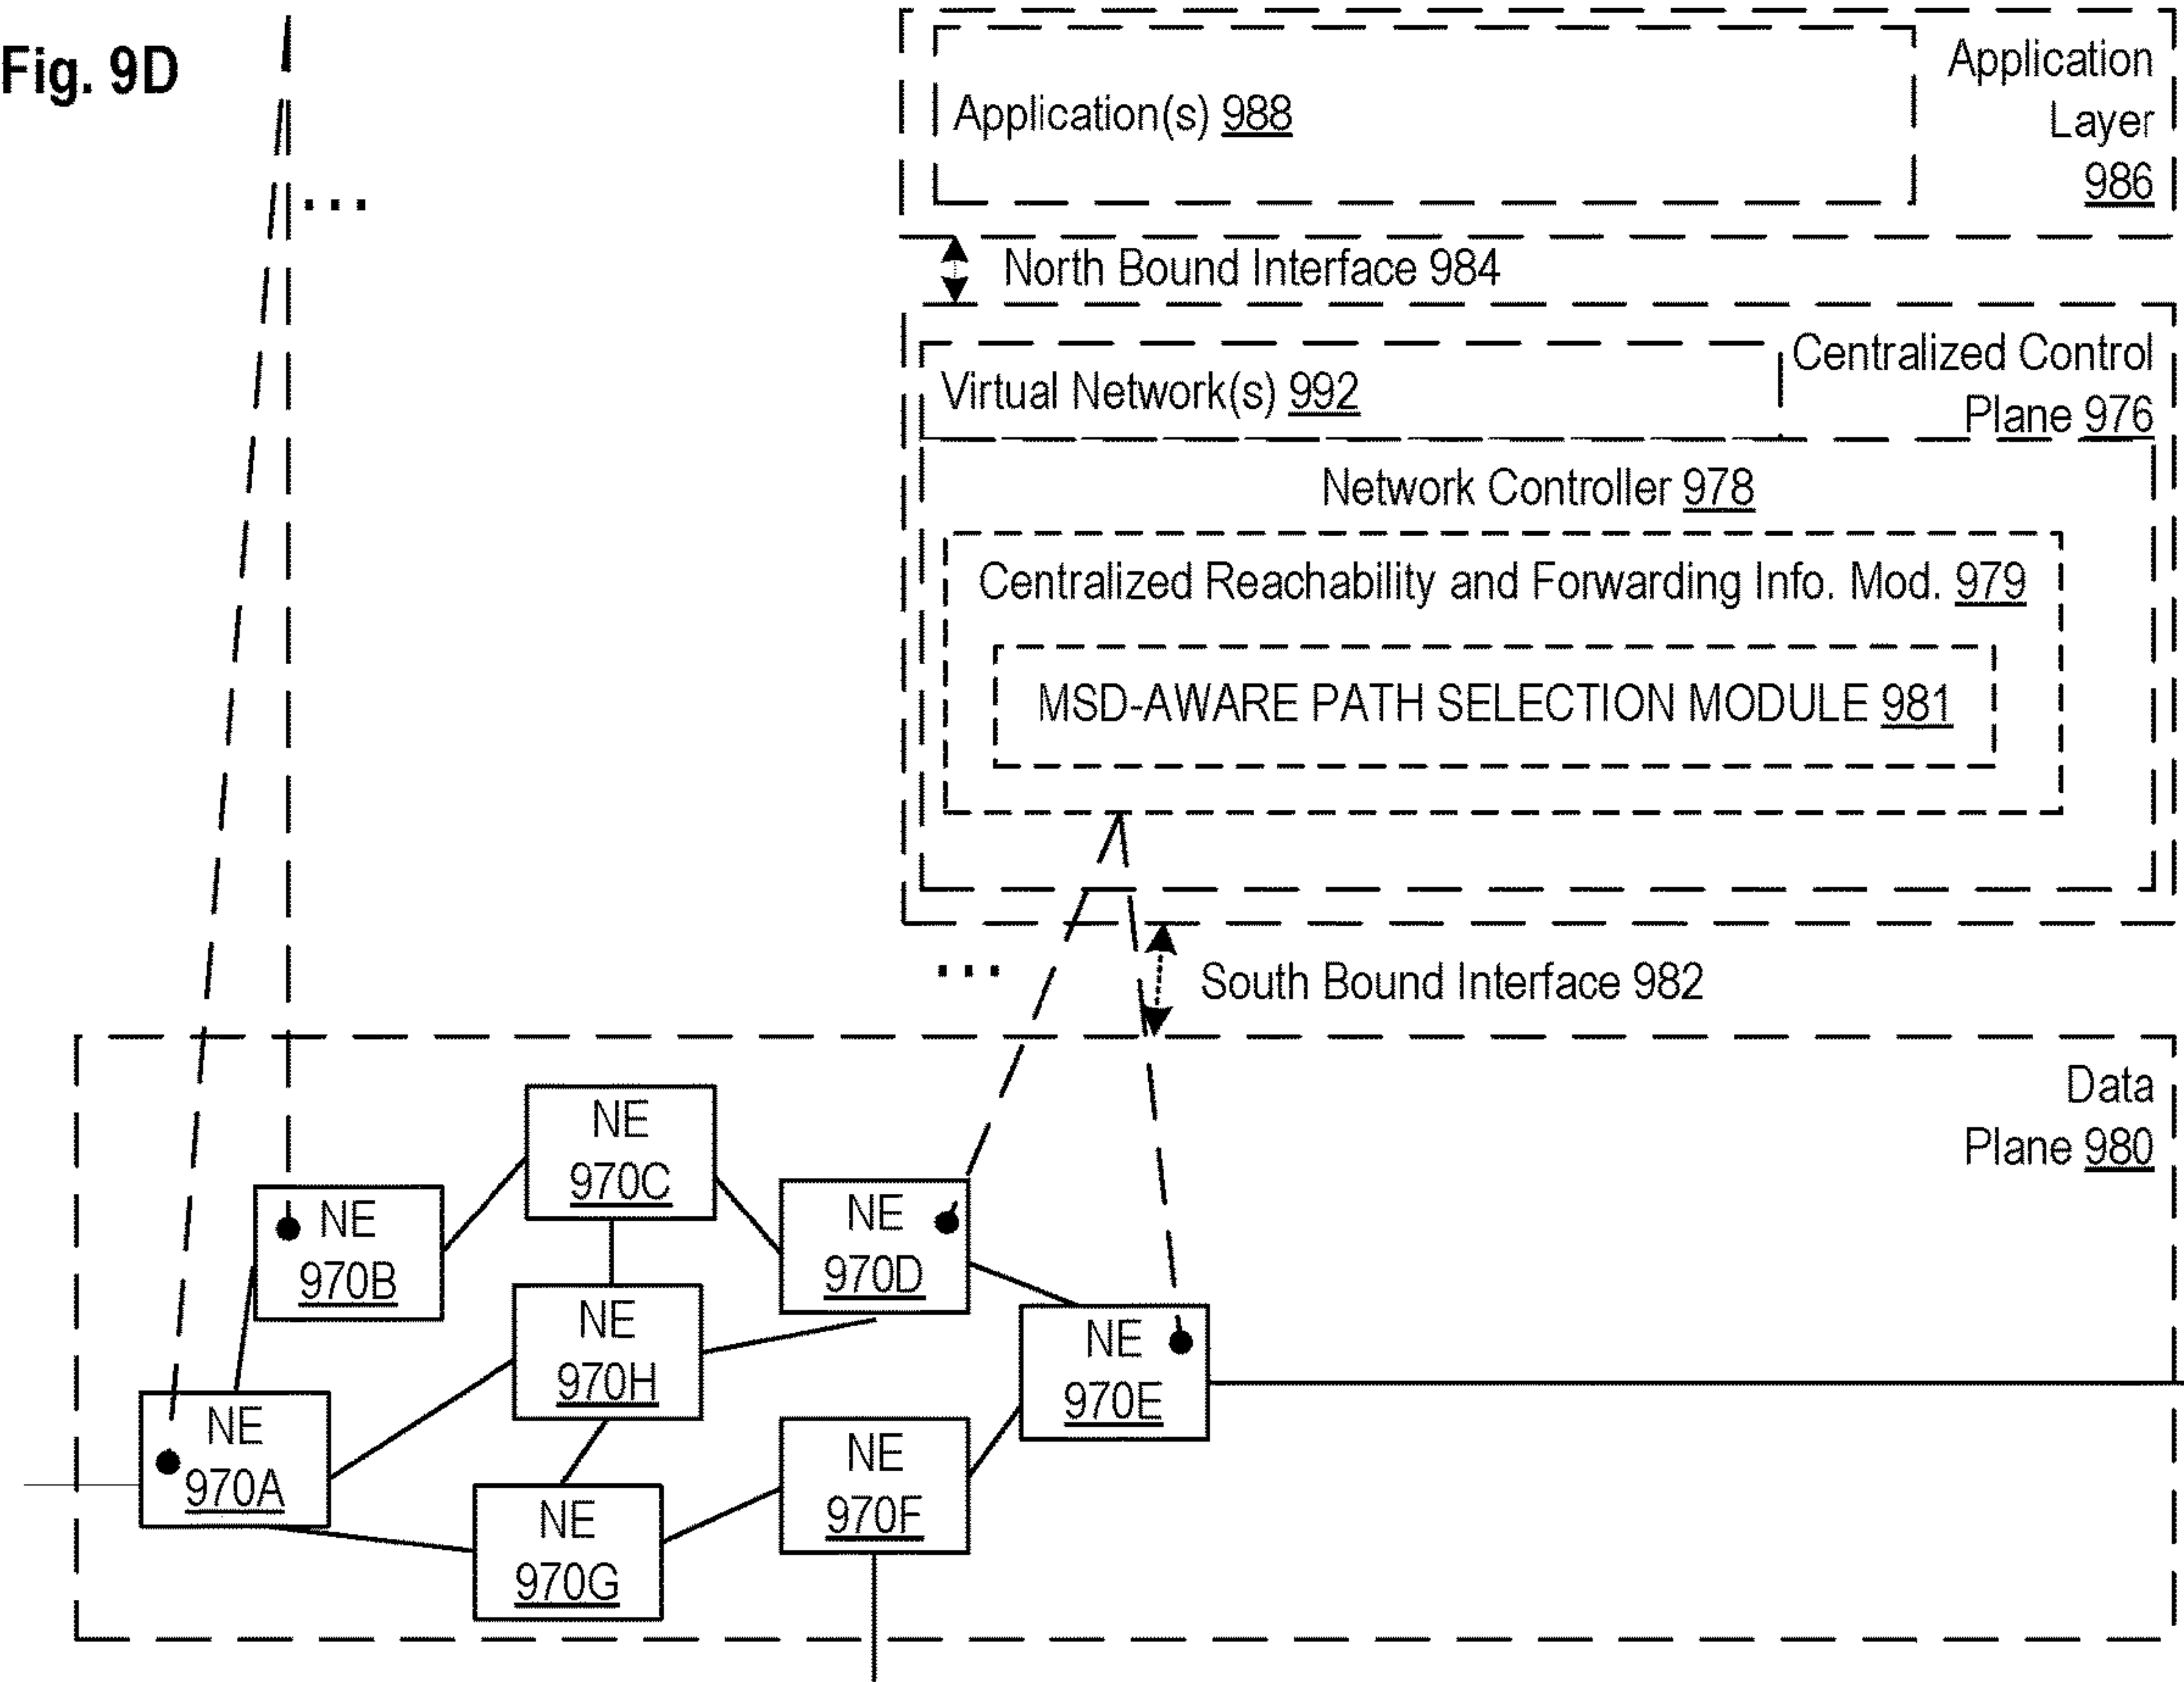 Fig. 9D
Application
Layer
986
Application(s) 988
North Bound Interface 984
Centralized Control
Plane 976
Virtual Network(s) 992
Network Controller 978
Centralized Reachability and Forwarding Info. Mod. 979
MSD-AWARE PATH SELECTION MODULE 981
...
...
South Bound Interface 982
Data
Plane 980
NE
970C
NE
970B
NE
970D
NE
970H
NE
970E
NE
970A
NE
970F
NE
970G